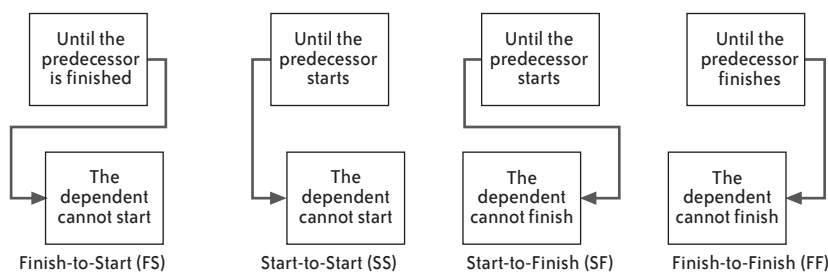 Until the
predecessor
is finished
Until the
predecessor
starts
Until the
predecessor
starts
Until the
predecessor
finishes
The
dependent
cannot start
The
dependent
cannot start
The
dependent
cannot finish
The
dependent
cannot finish
Finish-to-Start (FS)
Start-to-Start (SS)
Start-to-Finish (SF)
Finish-to-Finish (FF)